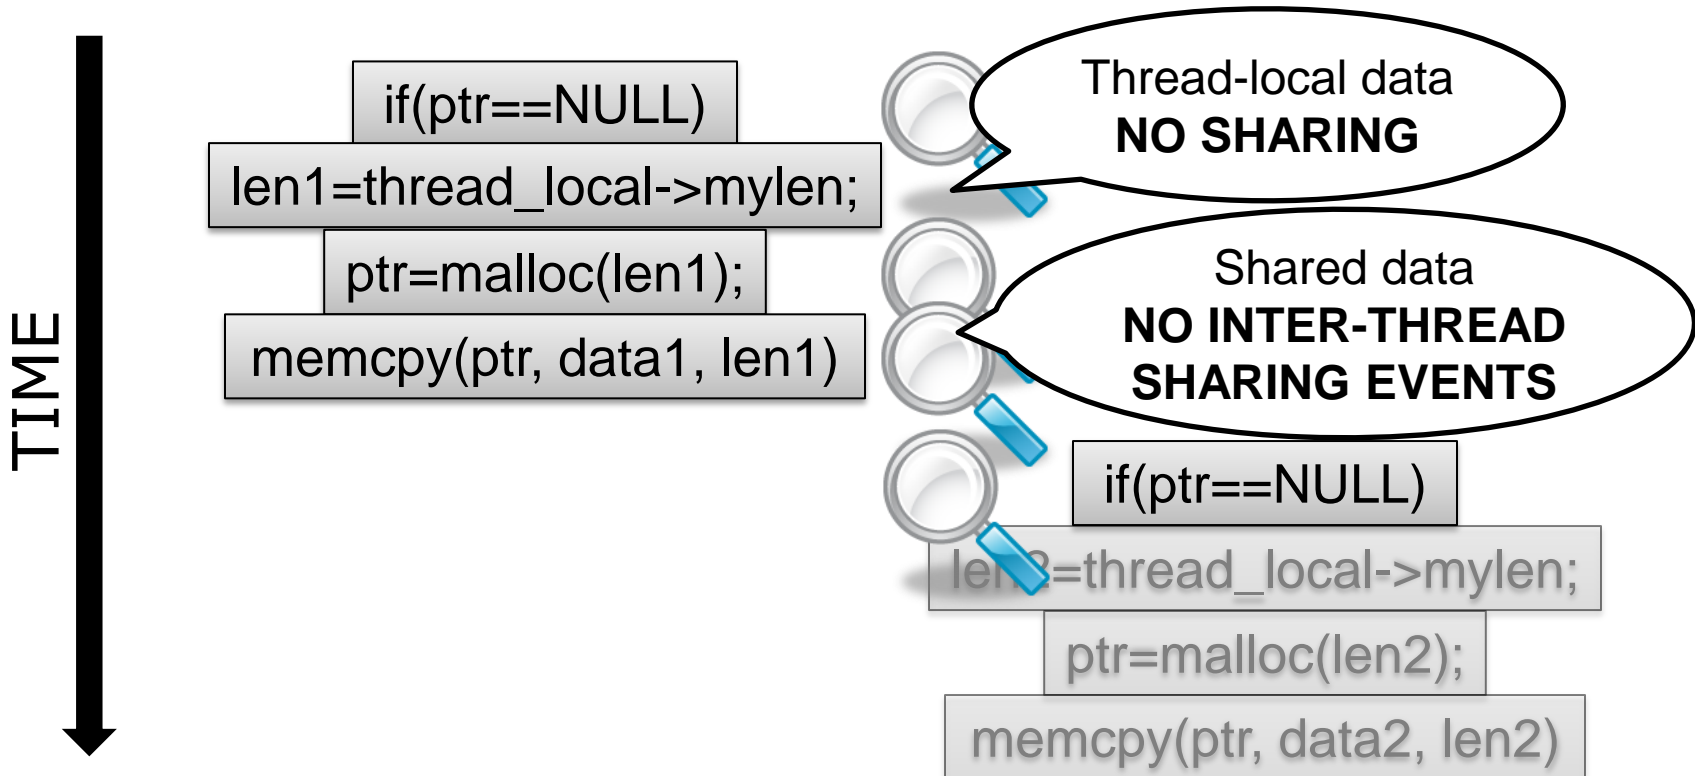 TIME
if(ptr==NULL)
len1=thread_local->mylen;
ptr=malloc(len1);
memcpy(ptr, data1, len1)
Thread-local data
NO SHARING
Shared data
NO INTER-THREAD
SHARING EVENTS
if(ptr==NULL)
len2=thread_local->mylen;
ptr=malloc(len2);
memcpy(ptr, data2, len2)